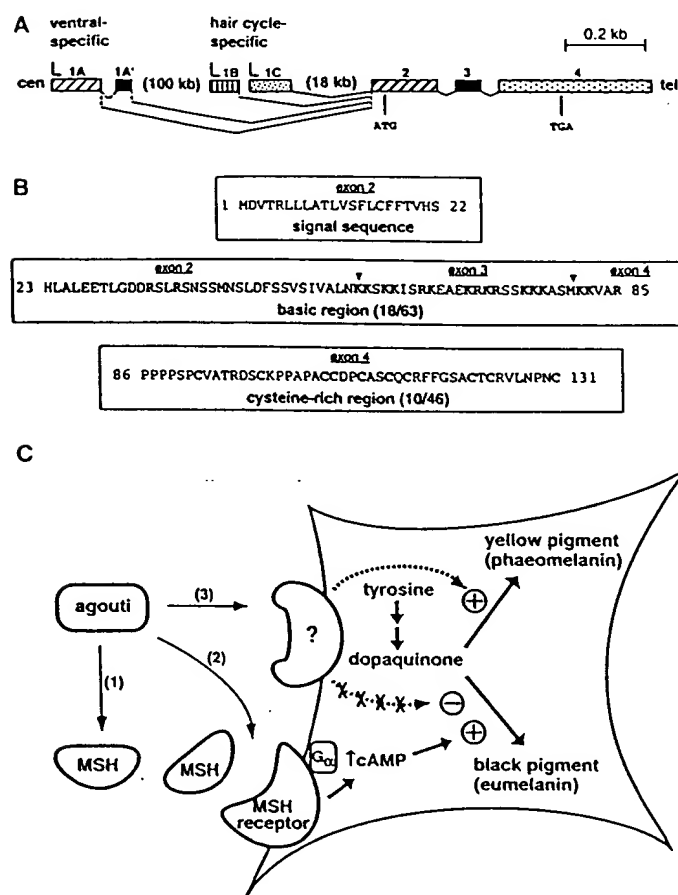 A
ventral-
specific
hair cycle-
specific
0.2 kb
cen
1A
1A'
(100 kb)
1B
1C
(18 kb)
2
3
4
tel
ATG
TGA
B
exon 2
1 MDVTRLLLATLVSFLCFFTVHS 22
signal sequence
exon 2
exon 3
exon 4
23 HLALEETLGDDRSLRSNSSMNSLDFSSVSIVALNKKSKKISRKEAEKRKRSSKKKASMKKVAR 85
basic region (18/63)
exon 4
86 PPPPSPCVATRDSCKPPAPACCDPCASCQCRFFGSACTCRVLNPNC 131
cysteine-rich region (10/46)
C
yellow pigment
(phaeomelanin)
agouti
(3)
?
tyrosine
+
dopaquinone
(2)
(1)
−
+
MSH
MSH
Gα
↑cAMP
MSH
receptor
black pigment
(eumelanin)